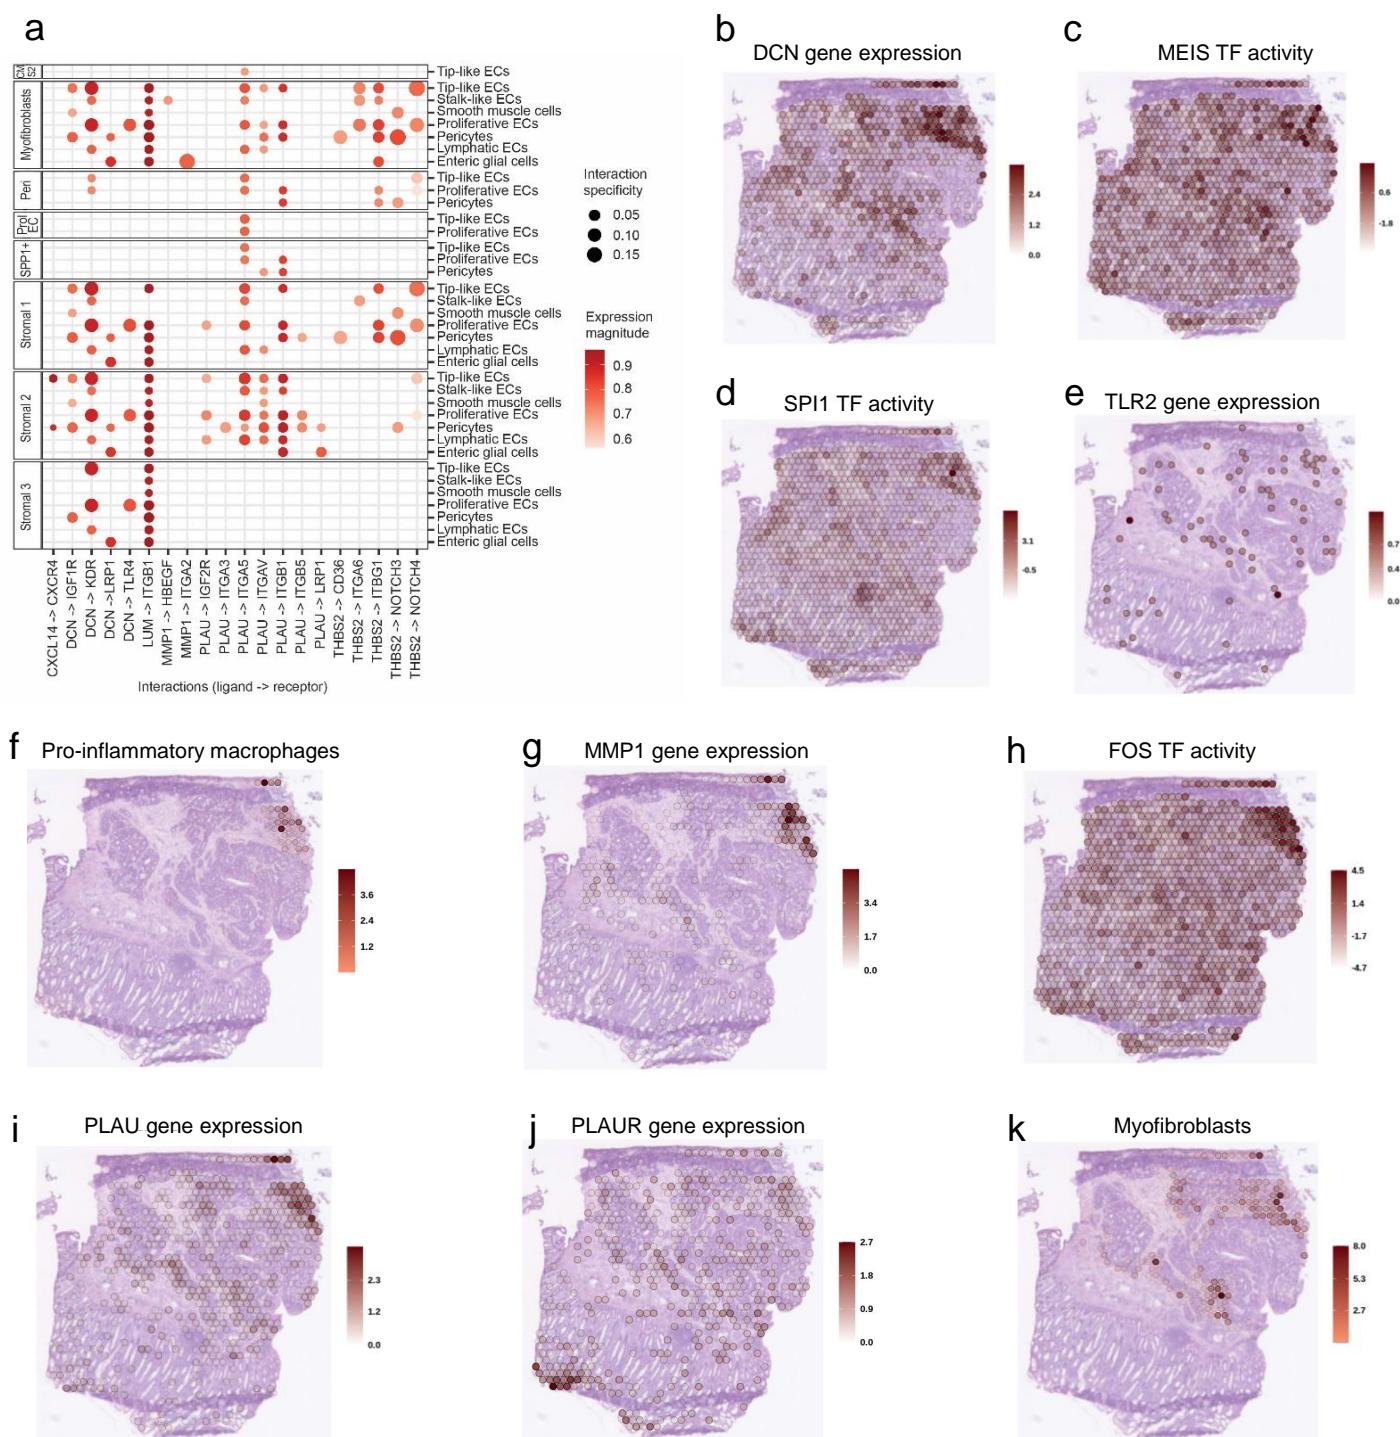 a
CM
S2
Tip-like ECs
Myofibroblasts
Tip-like ECs
Stalk-like ECs
Smooth muscle cells
Proliferative ECs
Pericytes
Lymphatic ECs
Enteric glial cells
Peri
Tip-like ECs
Proliferative ECs
Pericytes
Prol
EC
Tip-like ECs
Proliferative ECs
SPP1+
Tip-like ECs
Proliferative ECs
Pericytes
Stromal 1
Tip-like ECs
Stalk-like ECs
Smooth muscle cells
Proliferative ECs
Pericytes
Lymphatic ECs
Enteric glial cells
Stromal 2
Tip-like ECs
Stalk-like ECs
Smooth muscle cells
Proliferative ECs
Pericytes
Lymphatic ECs
Enteric glial cells
Stromal 3
Tip-like ECs
Stalk-like ECs
Smooth muscle cells
Proliferative ECs
Pericytes
Lymphatic ECs
Enteric glial cells
CXCL14 -> CXCR4
DCN -> IGF1R
DCN -> KDR
DCN ->LRP1
DCN -> TLR4
LUM -> ITGB1
MMP1 -> HBEGF
MMP1 -> ITGA2
PLAU -> IGF2R
PLAU -> ITGA3
PLAU -> ITGA5
PLAU -> ITGAV
PLAU -> ITGB1
PLAU -> ITGB5
PLAU -> LRP1
THBS2 -> CD36
THBS2 -> ITGA6
THBS2 -> ITBG1
THBS2 -> NOTCH3
THBS2 -> NOTCH4
Interactions (ligand -> receptor)
Interaction
specificity
0.05
0.10
0.15
Expression
magnitude
0.9
0.8
0.7
0.6
b
DCN gene expression
2.4
1.2
0.0
c
MEIS TF activity
0.6
-1.8
d
SPI1 TF activity
3.1
-0.5
e
TLR2 gene expression
0.7
0.4
0.0
f
Pro-inflammatory macrophages
3.6
2.4
1.2
g
MMP1 gene expression
3.4
1.7
0.0
h
FOS TF activity
4.5
1.4
-1.7
-4.7
i
PLAU gene expression
2.3
1.2
0.0
j
PLAUR gene expression
2.7
1.8
0.9
0.0
k
Myofibroblasts
8.0
5.3
2.7